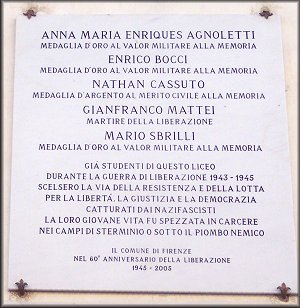 ANNA MARIA ENRIQUES AGNOLETTI
MEDAGLIA D'ORO AL VALOR MILITARE ALLA MEMORIA
ENRICO BOCCI
MEDAGLIA D'ORO AL VALOR MILITARE ALLA MEMORIA
NATHAN CASSUTO
MEDAGLIA D'ARGENTO AL MERITO CIVILE ALLA MEMORIA
GIANFRANCO MATTEI
MARTIRE DELLA LIBERAZIONE
MARIO SBRILLI
MEDAGLIA D'ORO AL VALOR MILITARE ALLA MEMORIA
GIÁ STUDENTI DI QUESTO LICEO
DURANTE LA GUERRA DI LIBERAZIONE 1943 - 1945
SCELSERO LA VIA DELLA RESISTENZA E DELLA LOTTA
PER LA LIBERTÁ, LA GIUSTIZIA E LA DEMOCRAZIA
CATTURATI DAI NAZIFASCISTI
LA LORO GIOVANE VITA FU SPEZZATA IN CARCERE
NEI CAMPI DI STERMINIO O SOTTO IL PIOMBO NEMICO
IL COMUNE DI FIRENZE
NEL 60° ANNIVERSARIO DELLA LIBERAZIONE
1945 - 2005